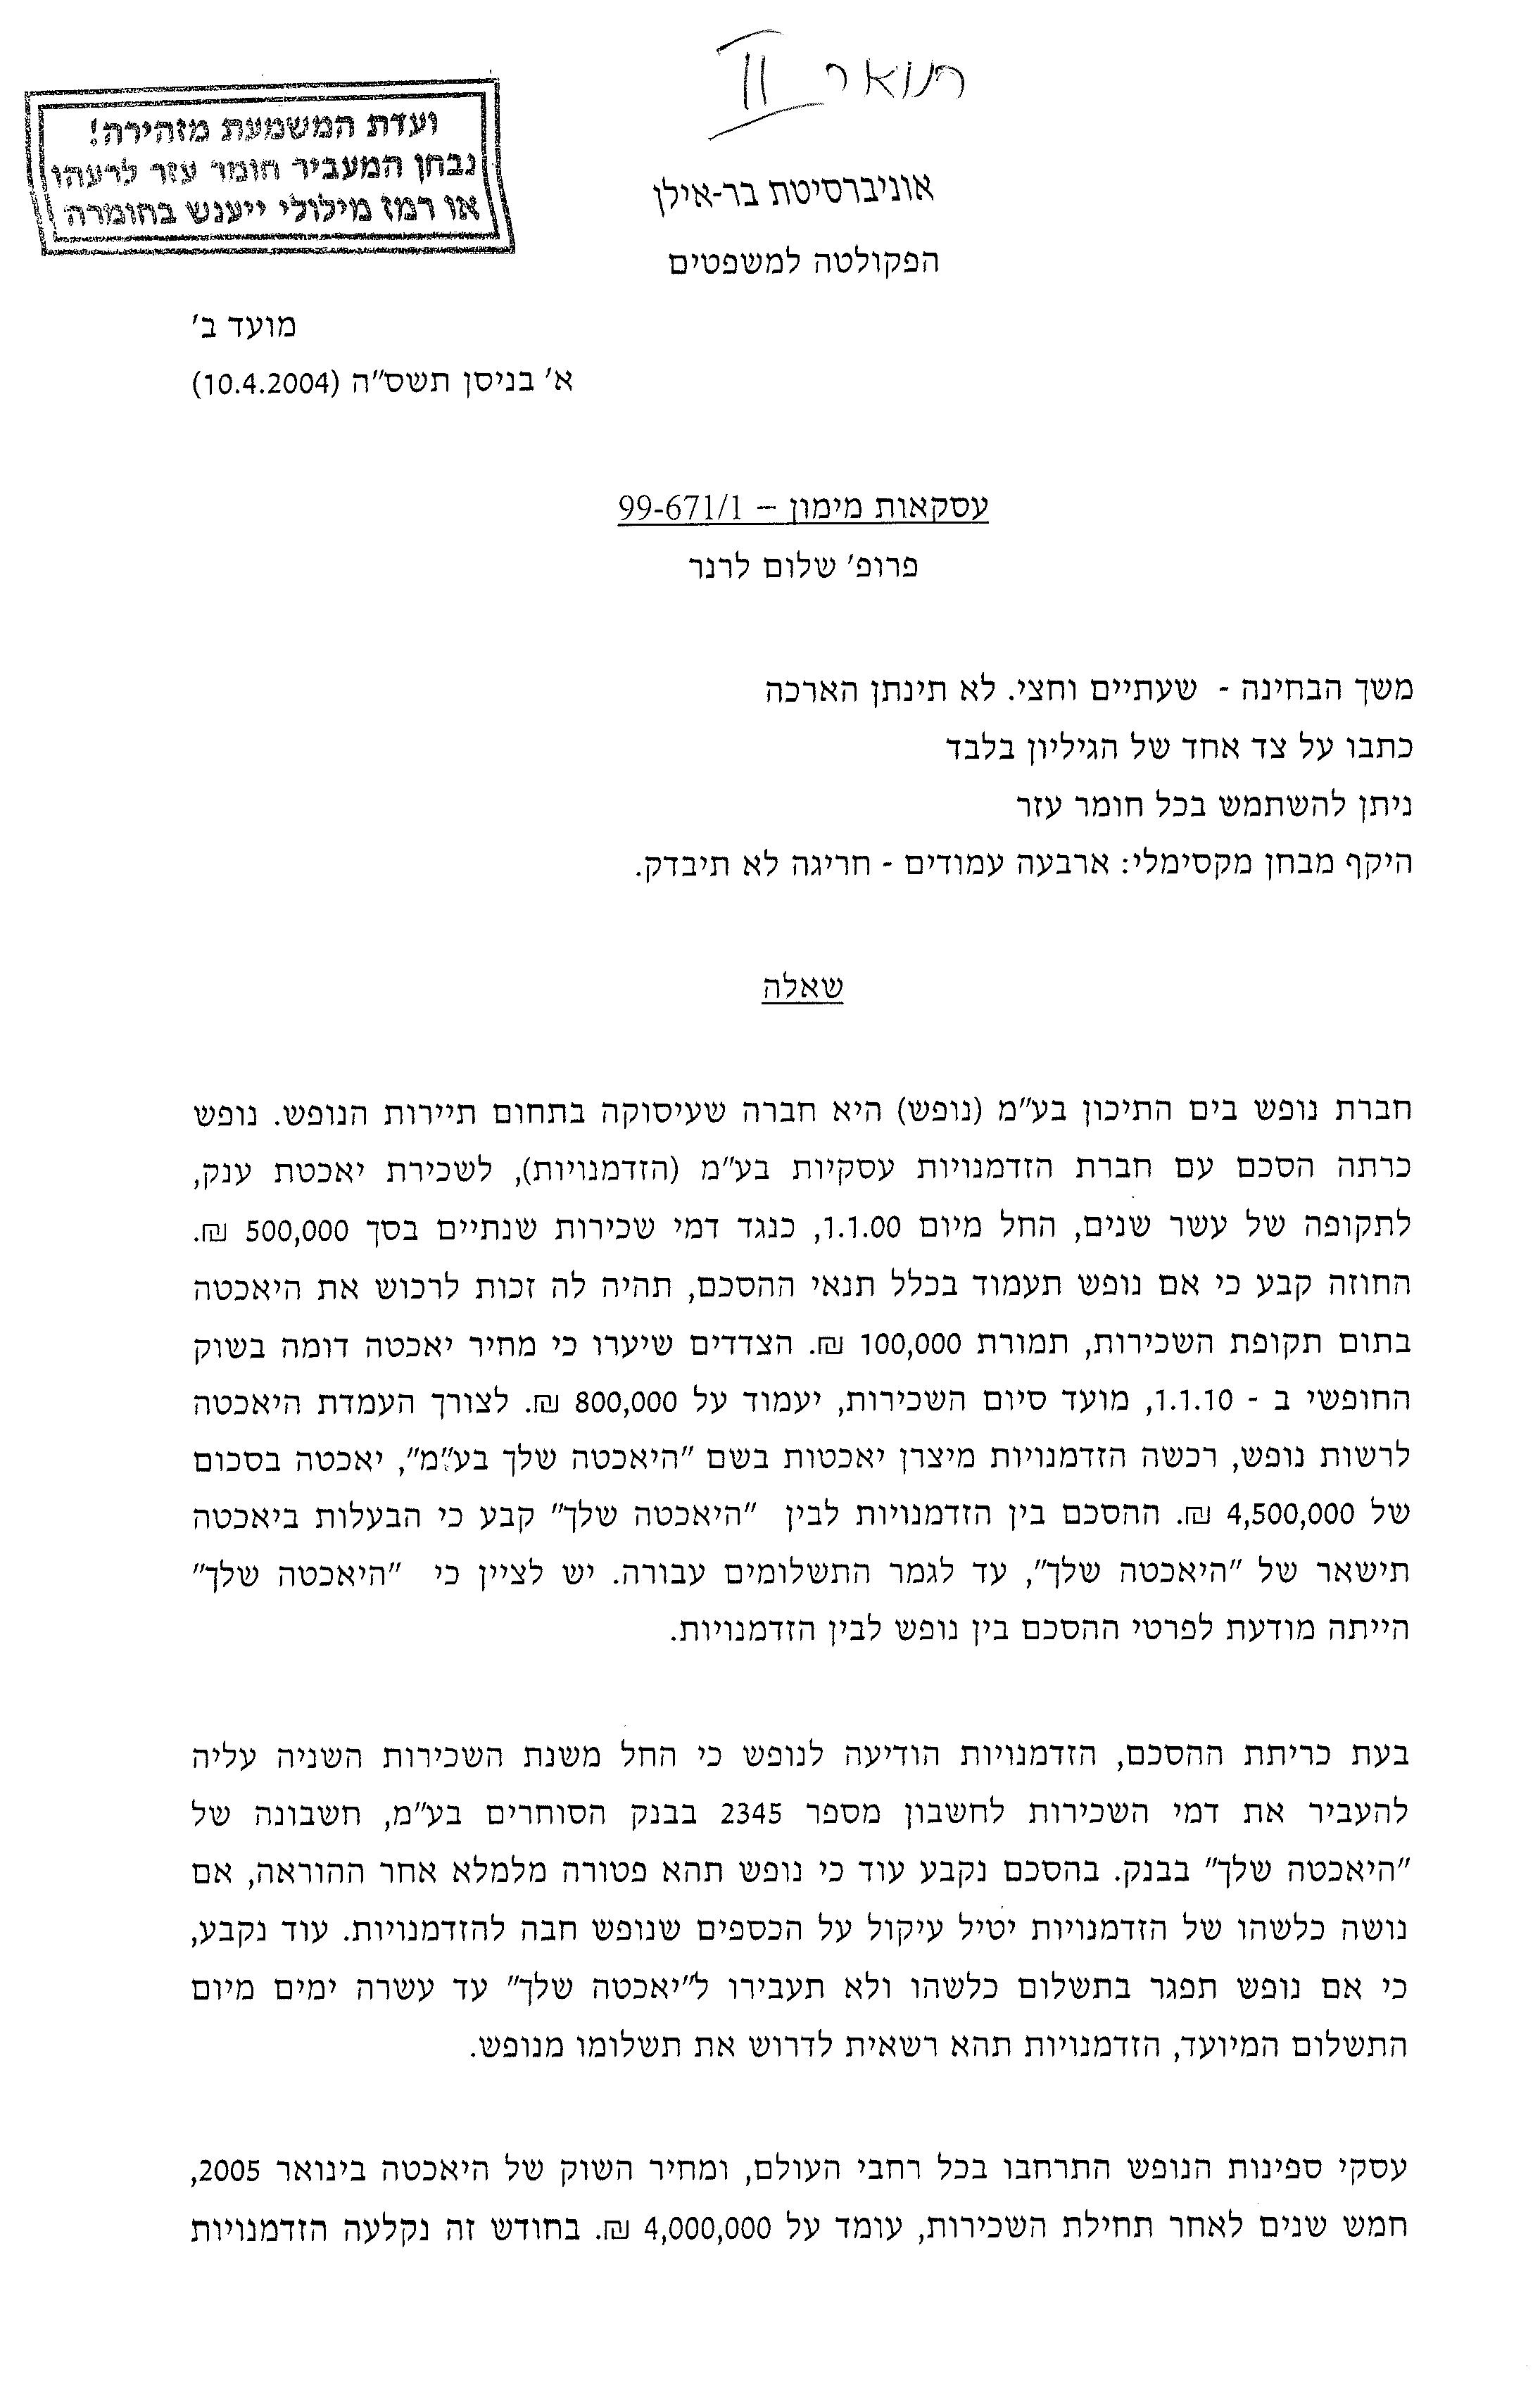 תואר II
ועדת המשמעת מזהירה!
נבחן המעביר חומר עזר לרעהו
או רמז מילולי ייענש בחומרה
אוניברסיטת בר-אילן
הפקולטה למשפטים
מועד ב'
א' בניסן תשס"ה (10.4.2004)
עסקאות מימון – 99-671/1
פרופ' שלום לרנר
משך הבחינה - שעתיים וחצי. לא תינתן הארכה
כתבו על צד אחד של הגיליון בלבד
ניתן להשתמש בכל חומר עזר
היקף מבחן מקסימלי: ארבעה עמודים - חריגה לא תיבדק.
שאלה
חברת נופש בים התיכון בע"מ (נופש) היא חברה שעיסוקה בתחום תיירות הנופש. נופש
כרתה הסכם עם חברת הזדמנויות עסקיות בע"מ (הזדמנויות), לשכירת יאכטת ענק,
לתקופה של עשר שנים, החל מיום 1.1.00, כנגד דמי שכירות שנתיים בסך 500,000 ₪.
החוזה קבע כי אם נופש תעמוד בכלל תנאי ההסכם, תהיה לה זכות לרכוש את היאכטה
בתום תקופת השכירות, תמורת 100,000 ₪. הצדדים שיערו כי מחיר יאכטה דומה בשוק
החופשי ב - 1.1.10, מועד סיום השכירות, יעמוד על 800,000 ₪. לצורך העמדת היאכטה
לרשות נופש, רכשה הזדמנויות מיצרן יאכטות בשם "היאכטה שלך בע"מ", יאכטה בסכום
של 4,500,000 ₪. ההסכם בין הזדמנויות לבין "היאכטה שלך" קבע כי הבעלות ביאכטה
תישאר של "היאכטה שלך", עד לגמר התשלומים עבורה. יש לציין כי "היאכטה שלך"
הייתה מודעת לפרטי ההסכם בין נופש לבין הזדמנויות.
בעת כריתת ההסכם, הזדמנויות הודיעה לנופש כי החל משנת השכירות השניה עליה
להעביר את דמי השכירות לחשבון מספר 2345 בבנק הסוחרים בע"מ, חשבונה של
"היאכטה שלך" בבנק. בהסכם נקבע עוד כי נופש תהא פטורה מלמלא אחר ההוראה, אם
נושה כלשהו של הזדמנויות יטיל עיקול על הכספים שנופש חבה להזדמנויות. עוד נקבע,
כי אם נופש תפגר בתשלום כלשהו ולא תעבירו ל"יאכטה שלך" עד עשרה ימים מיום
התשלום המיועד, הזדמנויות תהא רשאית לדרוש את תשלומו מנופש.
עסקי ספינות הנופש התרחבו בכל רחבי העולם, ומחיר השוק של היאכטה בינואר 2005,
חמש שנים לאחר תחילת השכירות, עומד על 4,000,000 ₪. בחודש זה נקלעה הזדמנויות